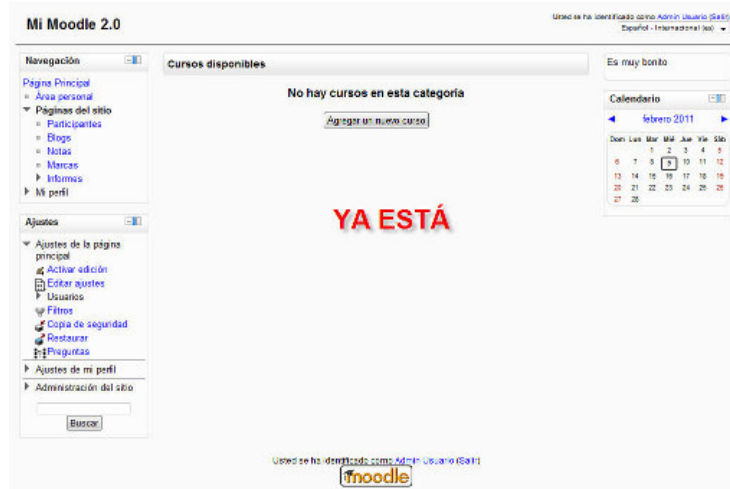 Mi Moodle 2.0
Usted se ha identificado como Admin Usuario (Salir)
Español - Internacional (es)
Navegación
Página Principal
Área personal
Páginas del sitio
Participantes
Blogs
Notas
Marcas
Informes
Mi perfil
Ajustes
Ajustes de la página
principal
Activar edición
Editar ajustes
Usuarios
Filtros
Copia de seguridad
Restaurar
Preguntas
Ajustes de mi perfil
Administración del sitio
Buscar
Cursos disponibles
No hay cursos en esta categoría
Agregar un nuevo curso
YA ESTÁ
Es muy bonito
Calendario
febrero 2011
Dom Lun Mar Mié Jue Vie Sáb
1 2 3 4 5
6 7 8 9 10 11 12
13 14 15 16 17 18 19
20 21 22 23 24 25 26
27 28
Usted se ha identificado como Admin Usuario (Salir)
moodle